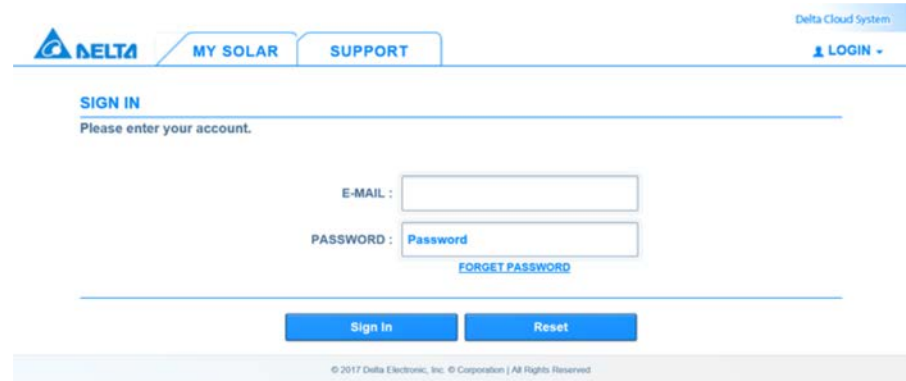 Delta Cloud System
DELTA MY SOLAR SUPPORT LOGIN
SIGN IN
Please enter your account.
E-MAIL :
PASSWORD : Password
FORGET PASSWORD
Sign In Reset
© 2017 Delta Electronic, Inc. © Corporation | All Rights Reserved